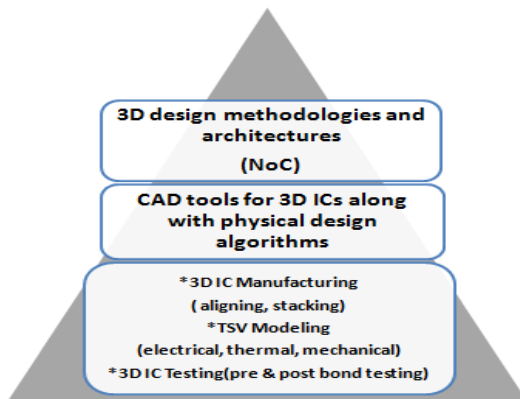 3D design methodologies and
architectures
(NoC)
CAD tools for 3D ICs along
with physical design
algorithms
*3D IC Manufacturing
( aligning, stacking)
*TSV Modeling
(electrical, thermal, mechanical)
*3D IC Testing(pre & post bond testing)